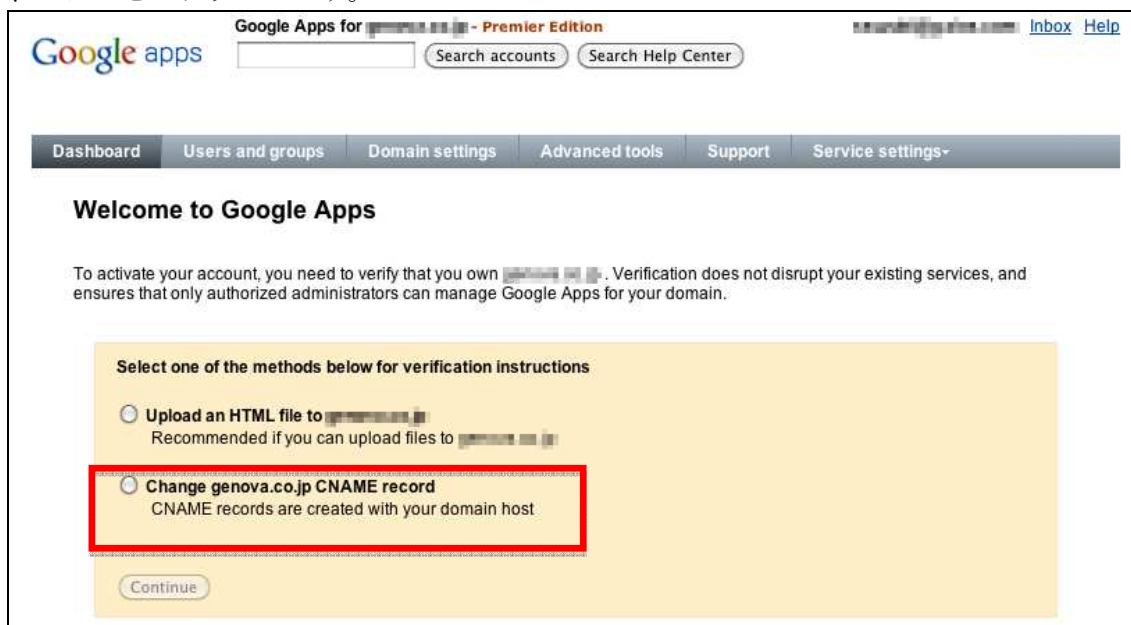 Google Apps for - Premier Edition
Inbox Help
Google apps
Search accounts Search Help Center
Dashboard Users and groups Domain settings Advanced tools Support Service settings
Welcome to Google Apps
To activate your account, you need to verify that you own . Verification does not disrupt your existing services, and
ensures that only authorized administrators can manage Google Apps for your domain.
Select one of the methods below for verification instructions
Upload an HTML file to
Recommended if you can upload files to
Change genova.co.jp CNAME record
CNAME records are created with your domain host
Continue